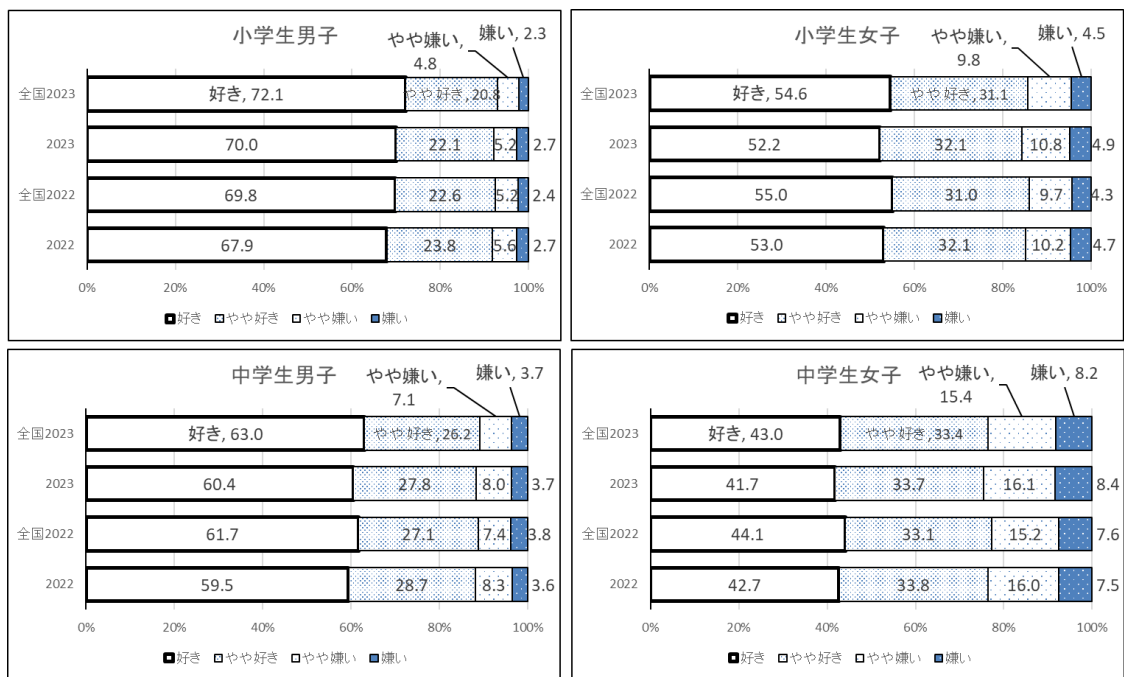 小学生男子
やや嫌い, 4.8
嫌い, 2.3
全国2023 好き, 72.1 やや好き, 20.8
2023 70.0 22.1 5.2 2.7
全国2022 69.8 22.6 5.2 2.4
2022 67.9 23.8 5.6 2.7
0% 20% 40% 60% 80% 100%
好き やや好き やや嫌い 嫌い
小学生女子
やや嫌い, 9.8
嫌い, 4.5
全国2023 好き, 54.6 やや好き, 31.1
2023 52.2 32.1 10.8 4.9
全国2022 55.0 31.0 9.7 4.3
2022 53.0 32.1 10.2 4.7
0% 20% 40% 60% 80% 100%
好き やや好き やや嫌い 嫌い
中学生男子
やや嫌い, 7.1
嫌い, 3.7
全国2023 好き, 63.0 やや好き, 26.2
2023 60.4 27.8 8.0 3.7
全国2022 61.7 27.1 7.4 3.8
2022 59.5 28.7 8.3 3.6
0% 20% 40% 60% 80% 100%
好き やや好き やや嫌い 嫌い
中学生女子
やや嫌い, 15.4
嫌い, 8.2
全国2023 好き, 43.0 やや好き, 33.4
2023 41.7 33.7 16.1 8.4
全国2022 44.1 33.1 15.2 7.6
2022 42.7 33.8 16.0 7.5
0% 20% 40% 60% 80% 100%
好き やや好き やや嫌い 嫌い